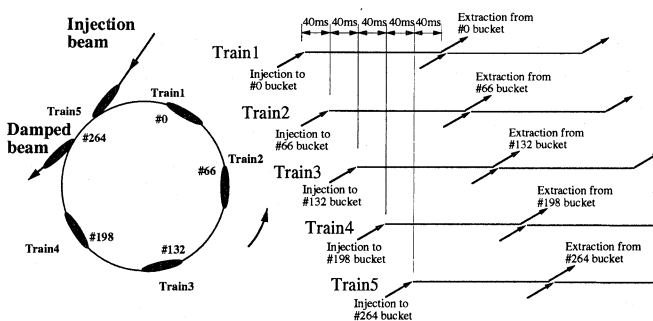 Injection
beam
Train1
#0
Train5
#264
Damped
beam
Train2
#66
#198
Train4
#132
Train3
40ms 40ms 40ms 40ms 40ms
Extraction from
#0 bucket
Train1
Injection to
#0 bucket
Extraction from
#66 bucket
Train2
Injection to
#66 bucket
Extraction from
#132 bucket
Train3
Injection to
#132 bucket
Extraction from
#198 bucket
Train4
Injection to
#198 bucket
Extraction from
#264 bucket
Train5
Injection to
#264 bucket